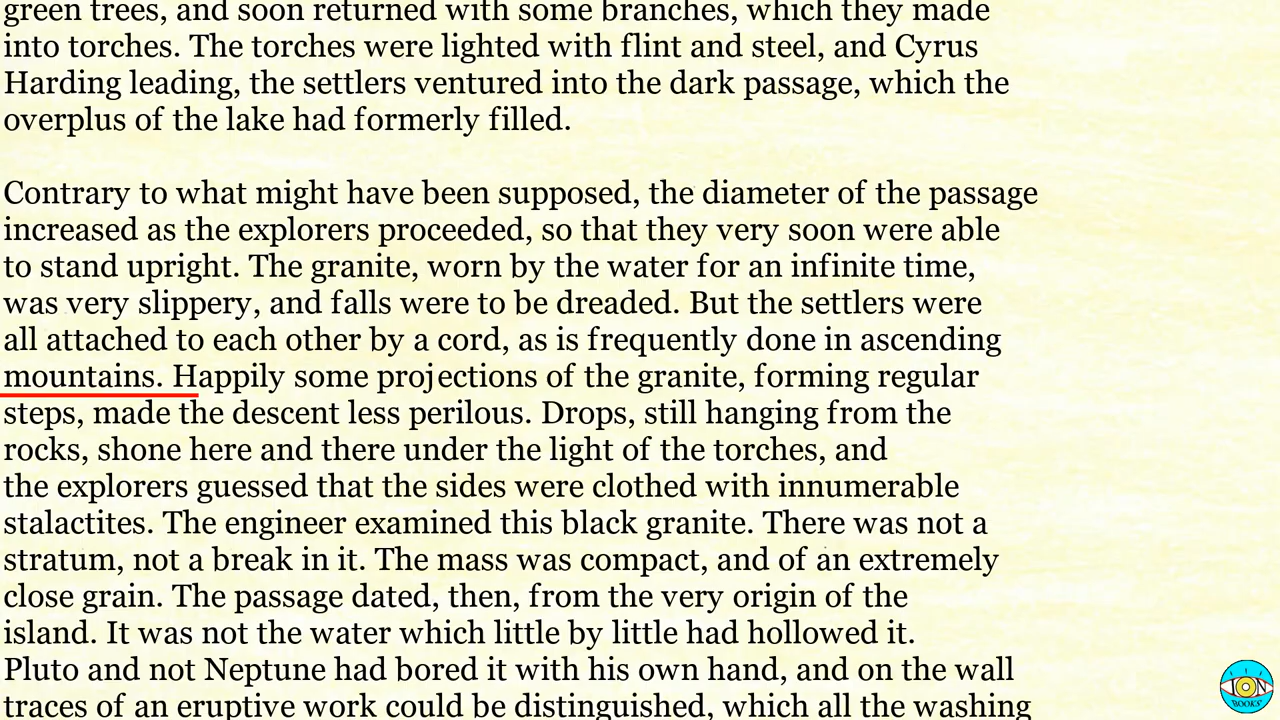 green trees, and soon returned with some branches, which they made
into torches. The torches were lighted with flint and steel, and Cyrus
Harding leading, the settlers ventured into the dark passage, which the
overplus of the lake had formerly filled.
Contrary to what might have been supposed, the diameter of the passage
increased as the explorers proceeded, so that they very soon were able
to stand upright. The granite, worn by the water for an infinite time,
was very slippery, and falls were to be dreaded. But the settlers were
all attached to each other by a cord, as is frequently done in ascending
mountains. Happily some projections of the granite, forming regular
steps, made the descent less perilous. Drops, still hanging from the
rocks, shone here and there under the light of the torches, and
the explorers guessed that the sides were clothed with innumerable
stalactites. The engineer examined this black granite. There was not a
stratum, not a break in it. The mass was compact, and of an extremely
close grain. The passage dated, then, from the very origin of the
island. It was not the water which little by little had hollowed it.
Pluto and not Neptune had bored it with his own hand, and on the wall
traces of an eruptive work could be distinguished, which all the washing
ION
BOOKS